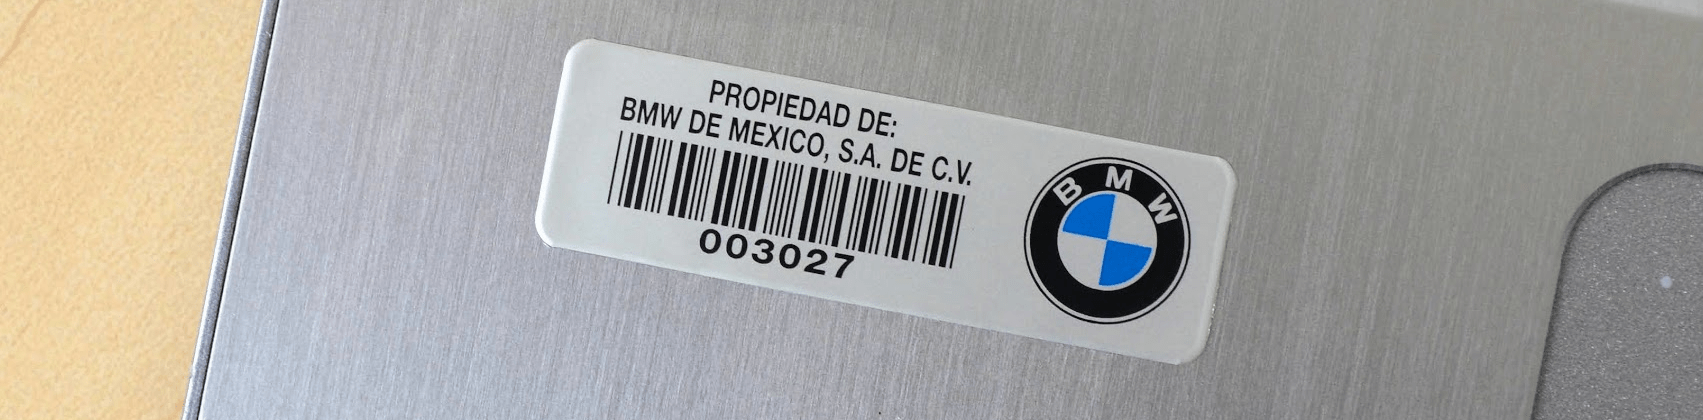 PROPIEDAD DE:
BMW DE MEXICO, S.A. DE C.V.
003027
BMW